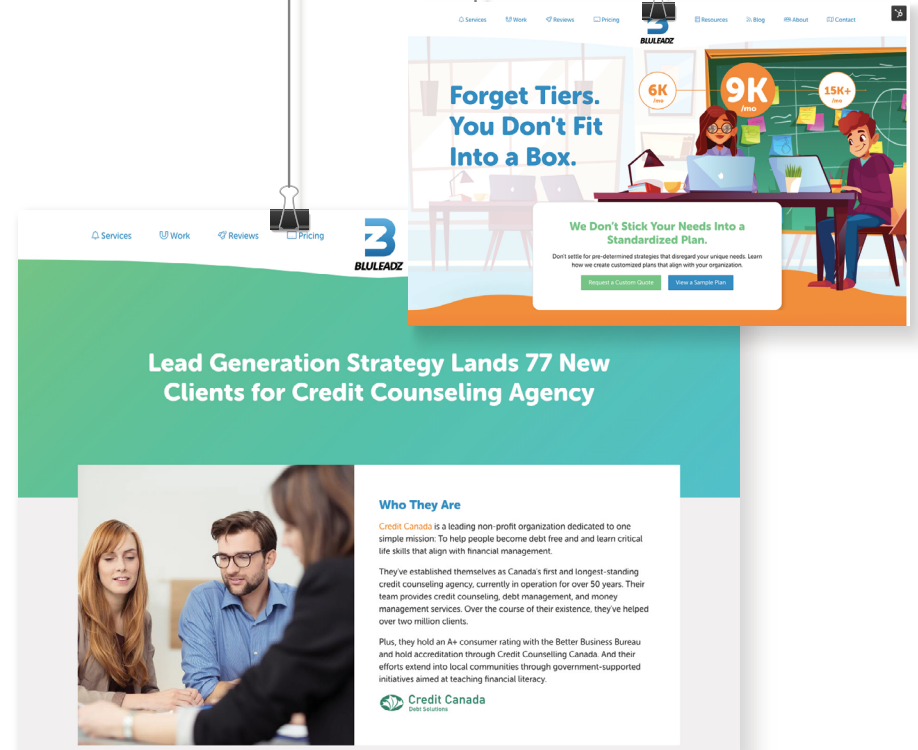 Services Work Reviews Pricing
BLULEADZ
Resources Blog About Contact
Forget Tiers.
You Don't Fit
Into a Box.
6K
/mo
9K
/mo
15K+
/mo
We Don't Stick Your Needs Into a
Standardized Plan.
Don't settle for pre-determined strategies that disregard your unique needs. Learn
how we create customized plans that align with your organization.
Request a Custom Quote
View a Sample Plan
Services Work Reviews Pricing
BLULEADZ
Lead Generation Strategy Lands 77 New
Clients for Credit Counseling Agency
Who They Are
Credit Canada is a leading non-profit organization dedicated to one
simple mission: To help people become debt free and and learn critical
life skills that align with financial management.
They've established themselves as Canada's first and longest-standing
credit counseling agency, currently in operation for over 50 years. Their
team provides credit counseling, debt management, and money
management services. Over the course of their existence, they've helped
over two million clients.
Plus, they hold an A+ consumer rating with the Better Business Bureau
and hold accreditation through Credit Counselling Canada. And their
efforts extend into local communities through government-supported
initiatives aimed at teaching financial literacy.
Credit Canada
Debt Solutions